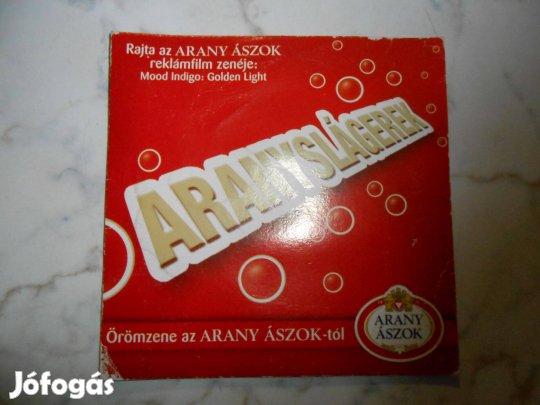 Rajta az ARANY ÁSZOK
reklámfilm zenéje:
Mood Indigo: Golden Light
ARANYSLÁGEREK
ARANY
ÁSZOK
Örömzene az ARANY ÁSZOK-tól
Jófogás